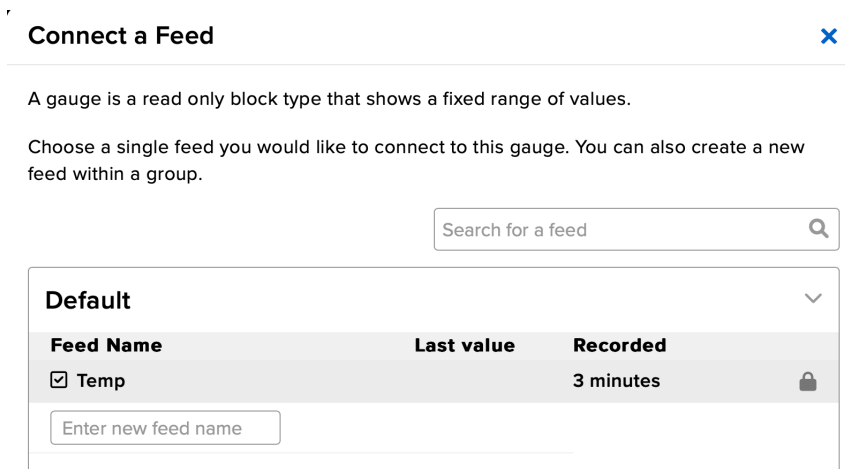 Connect a Feed
A gauge is a read only block type that shows a fixed range of values.
Choose a single feed you would like to connect to this gauge. You can also create a new
feed within a group.
Search for a feed
Default
Feed Name Last value Recorded
Temp 3 minutes
Enter new feed name